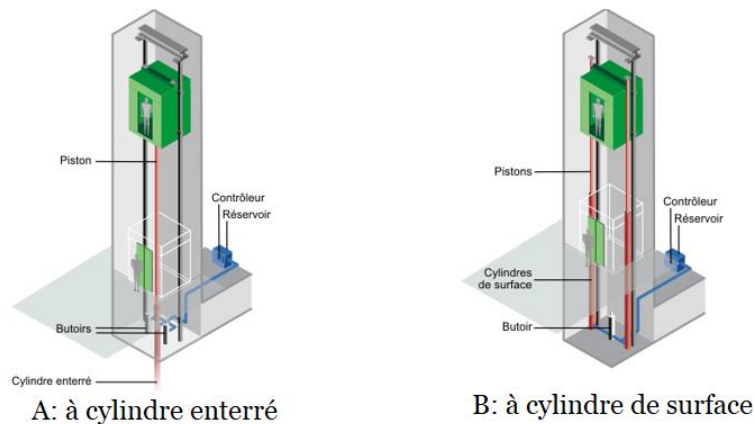 Piston
Contrôleur
Réservoir
Butoirs
Cylindre enterré
A: à cylindre enterré
Pistons
Contrôleur
Réservoir
Cylindres
de surface
Butoir
B: à cylindre de surface